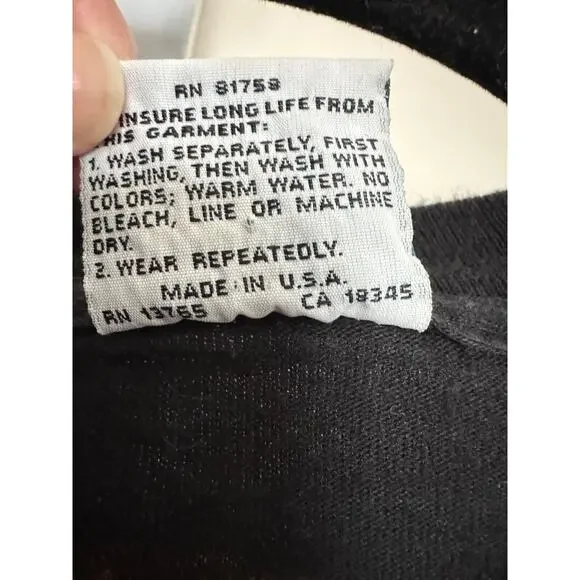 RN 81758
INSURE LONG LIFE FROM
THIS GARMENT:
1. WASH SEPARATELY, FIRST
WASHING, THEN WASH WITH
COLORS; WARM WATER. NO
BLEACH, LINE OR MACHINE
DRY.
2. WEAR REPEATEDLY.
MADE IN U.S.A.
RN 13765 CA 18345